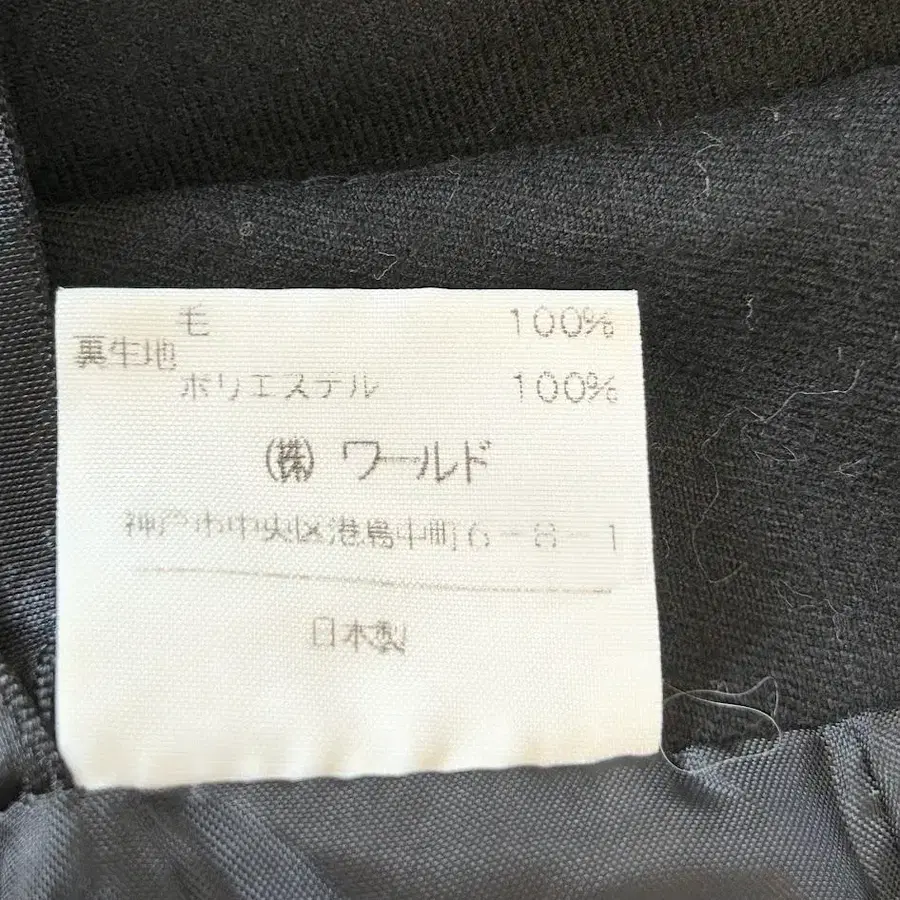 毛 100%
裏生地
ポリエステル 100%
(株) ワールド
神戸市中央区港島中町6-8-1
日本製